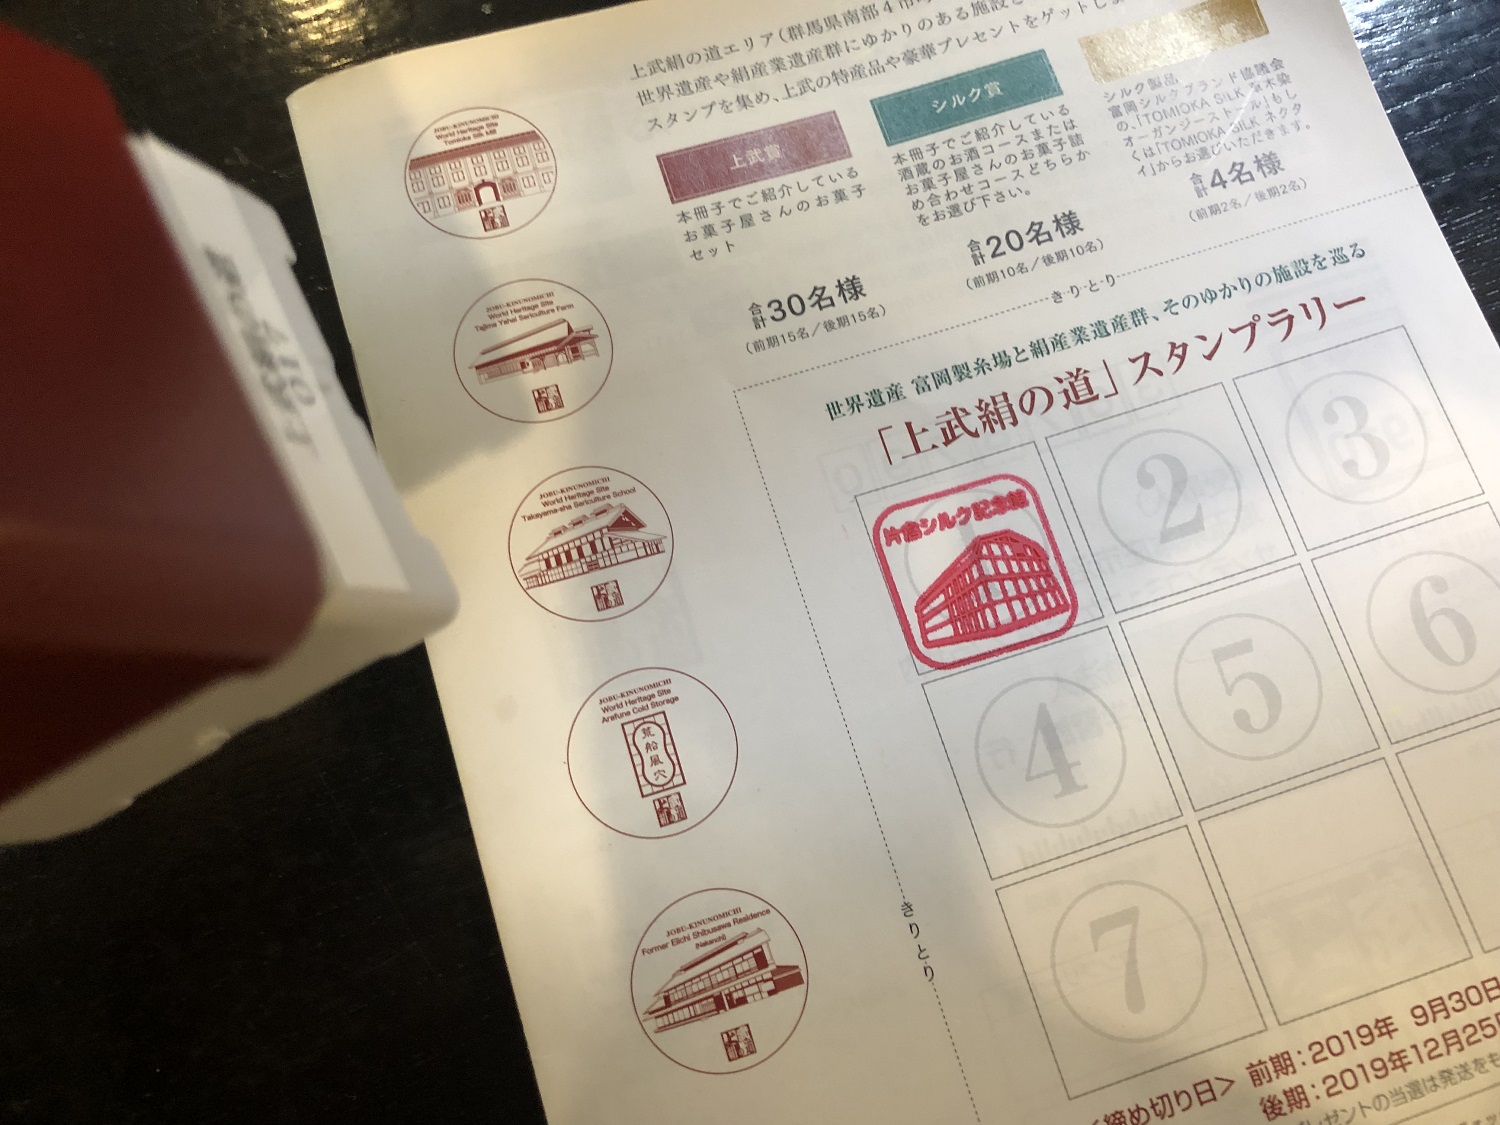 上武絹の道エリア(群馬県南部4市
世界遺産や絹産業遺産群にゆかりのある施設
スタンプを集め、上武の特産品や豪華プレゼントをゲットしま
上武賞
本冊子でご紹介している
お菓子屋さんのお菓子
セット
合計30名様
(前期15名/後期15名)
シルク賞
本冊子でご紹介している
酒蔵のお酒コースまたは
お菓子屋さんのお菓子詰
め合わせコースどちらか
をお選び下さい。
合計20名様
(前期10名/後期10名)
シルク製品
富岡シルクブランド協議会
の、「TOMIOKA SILK 草木染
オーガンジーストール」もし
くは「TOMIOKA SILK ネクタ
イ」からお選びいただきます。
合計4名様
(前期2名/後期2名)
きりとり
世界遺産 富岡製糸場と絹産業遺産群、そのゆかりの施設を巡る
「上武絹の道」スタンプラリー
片倉シルク記念館
2
3
4
5
6
7
きりとり
締め切り日>
前期:2019年 9月30日
後期:2019年12月25日
プレゼントの当選は発送をも
JOBU-KINUNOMICHI
World Heritage Site
Tomioka Silk Mill
JOBU-KINUNOMICHI
World Heritage Site
Tajima Yahei Sericulture Farm
JOBU-KINUNOMICHI
World Heritage Site
Takayama-sha Sericulture School
JOBU-KINUNOMICHI
World Heritage Site
Arafune Cold Storage
荒船風穴
JOBU-KINUNOMICHI
Former Eiichi Shibusawa Residence
(Nakanchi)